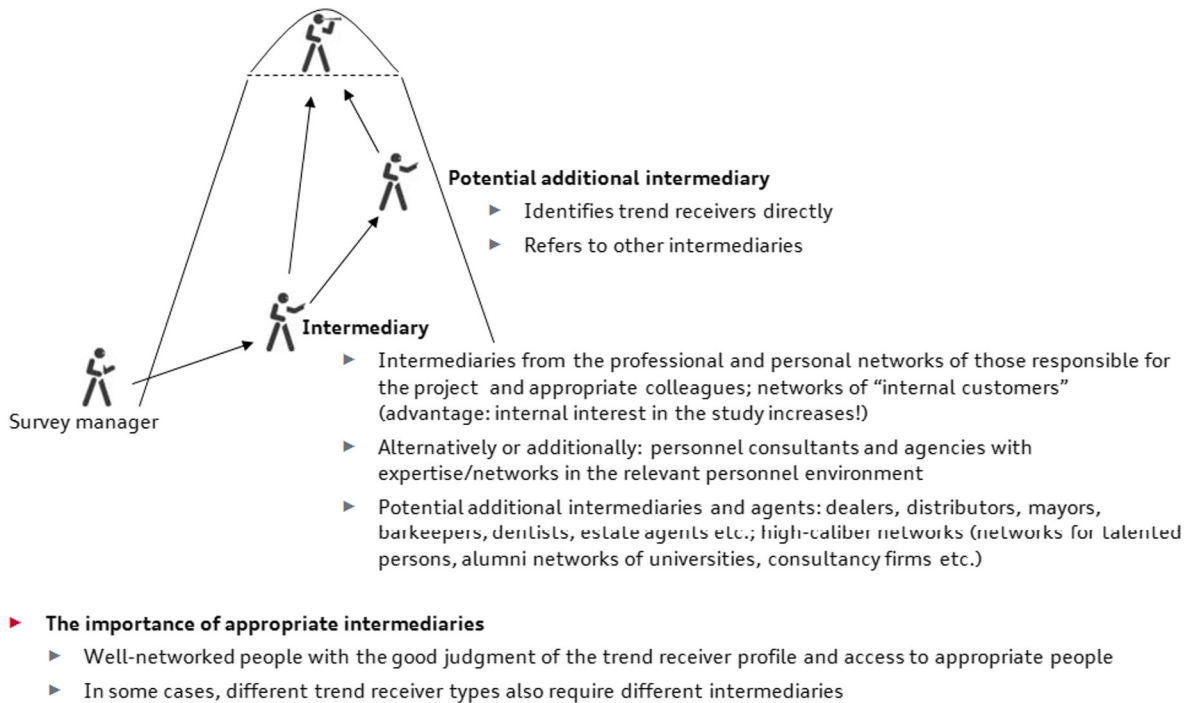 Potential additional intermediary
► Identifies trend receivers directly
► Refers to other intermediaries
Intermediary
► Intermediaries from the professional and personal networks of those responsible for
the project and appropriate colleagues; networks of “internal customers”
(advantage: internal interest in the study increases!)
► Alternatively or additionally: personnel consultants and agencies with
expertise/networks in the relevant personnel environment
► Potential additional intermediaries and agents: dealers, distributors, mayors,
barkeepers, dentists, estate agents etc.; high-caliber networks (networks for talented
persons, alumni networks of universities, consultancy firms etc.)
Survey manager
► The importance of appropriate intermediaries
► Well-networked people with the good judgment of the trend receiver profile and access to appropriate people
► In some cases, different trend receiver types also require different intermediaries